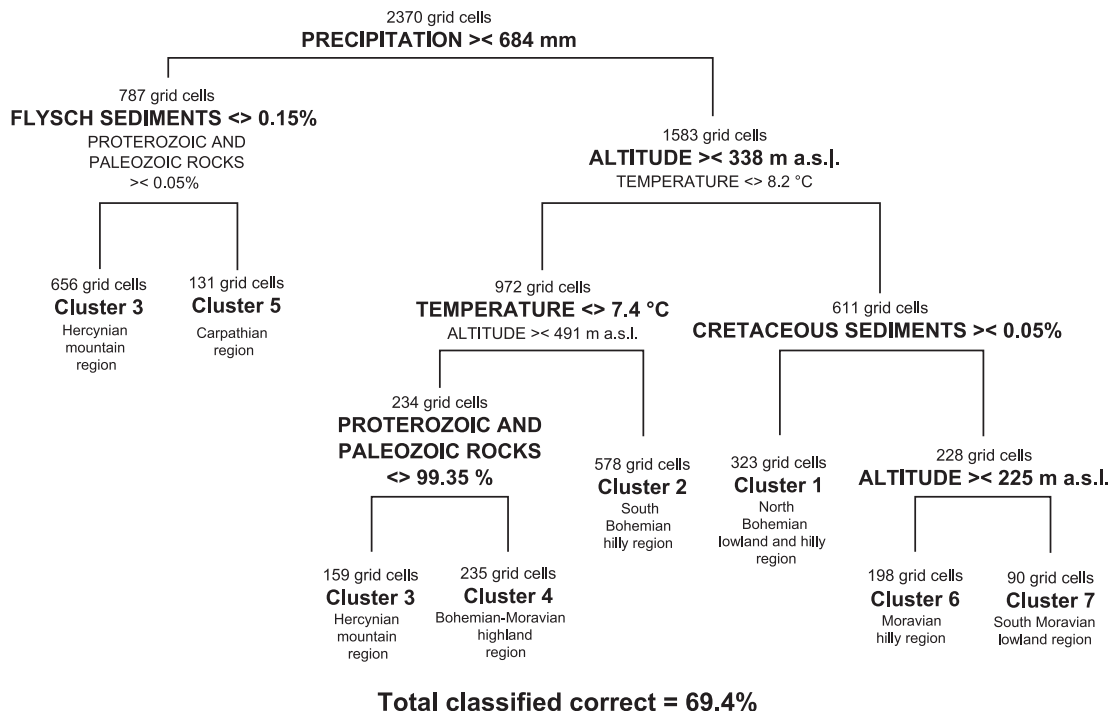 2370 grid cells
PRECIPITATION >< 684 mm
787 grid cells
FLYSCH SEDIMENTS <> 0.15%
PROTEROZOIC AND
PALEOZOIC ROCKS
>< 0.05%
1583 grid cells
ALTITUDE >< 338 m a.s.l.
TEMPERATURE <> 8.2 °C
656 grid cells
Cluster 3
Hercynian
mountain
region
131 grid cells
Cluster 5
Carpathian
region
972 grid cells
TEMPERATURE <> 7.4 °C
ALTITUDE >< 491 m a.s.l.
611 grid cells
CRETACEOUS SEDIMENTS >< 0.05%
234 grid cells
PROTEROZOIC AND
PALEOZOIC ROCKS
<> 99.35 %
578 grid cells
Cluster 2
South
Bohemian
hilly region
323 grid cells
Cluster 1
North
Bohemian
lowland and hilly
region
228 grid cells
ALTITUDE >< 225 m a.s.l.
159 grid cells
Cluster 3
Hercynian
mountain
region
235 grid cells
Cluster 4
Bohemian-Moravian
highland
region
198 grid cells
Cluster 6
Moravian
hilly region
90 grid cells
Cluster 7
South Moravian
lowland region
Total classified correct = 69.4%